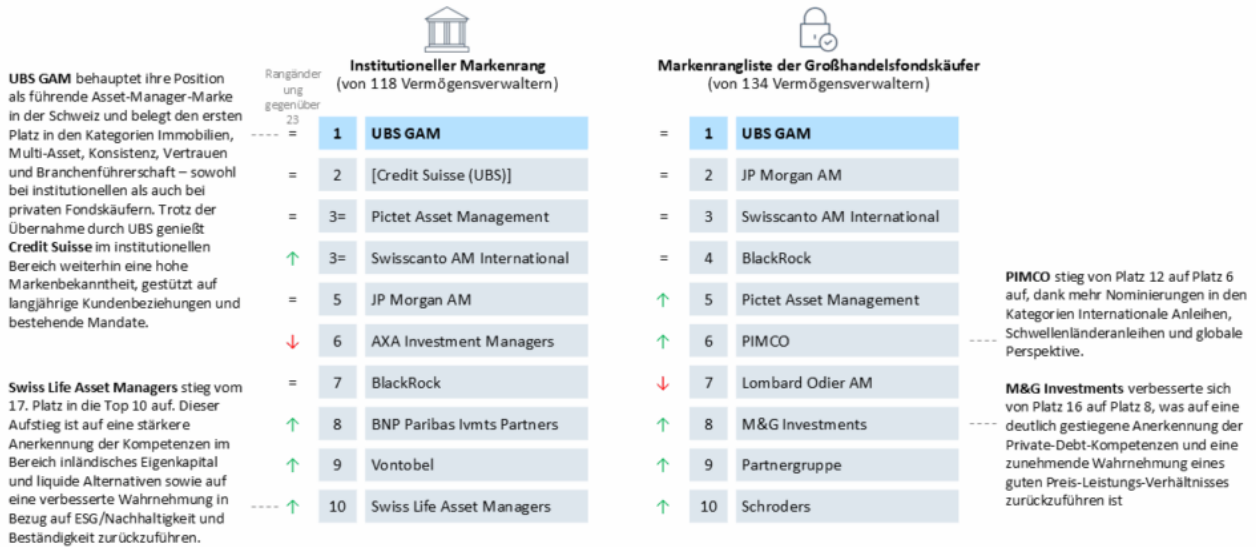 UBS GAM behauptet ihre Position
als führende Asset-Manager-Marke
in der Schweiz und belegt den ersten
Platz in den Kategorien Immobilien,
Multi-Asset, Konsistenz, Vertrauen
und Branchenführerschaft – sowohl
bei institutionellen als auch bei
privaten Fondskäufern. Trotz der
Übernahme durch UBS genießt
Credit Suisse im institutionellen
Bereich weiterhin eine hohe
Markenbekanntheit, gestützt auf
langjährige Kundenbeziehungen und
bestehende Mandate.
Swiss Life Asset Managers stieg vom
17. Platz in die Top 10 auf. Dieser
Aufstieg ist auf eine stärkere
Anerkennung der Kompetenzen im
Bereich inländisches Eigenkapital
und liquide Alternativen sowie auf
eine verbesserte Wahrnehmung in
Bezug auf ESG/Nachhaltigkeit und
Beständigkeit zurückzuführen.
Rangänder
ung
gegenüber
23
Institutioneller Markenrang
(von 118 Vermögensverwaltern)
= 1 UBS GAM
= 2 [Credit Suisse (UBS)]
= 3= Pictet Asset Management
↑ 3= Swisscanto AM International
= 5 JP Morgan AM
↓ 6 AXA Investment Managers
= 7 BlackRock
↑ 8 BNP Paribas Ivmts Partners
↑ 9 Vontobel
↑ 10 Swiss Life Asset Managers
Markenrangliste der Großhandelsfondskäufer
(von 134 Vermögensverwaltern)
= 1 UBS GAM
= 2 JP Morgan AM
= 3 Swisscanto AM International
= 4 BlackRock
↑ 5 Pictet Asset Management
↑ 6 PIMCO
↓ 7 Lombard Odier AM
↑ 8 M&G Investments
↑ 9 Partnergruppe
↑ 10 Schroders
PIMCO stieg von Platz 12 auf Platz 6
auf, dank mehr Nominierungen in den
Kategorien Internationale Anleihen,
Schwellenländeranleihen und globale
Perspektive.
M&G Investments verbesserte sich
von Platz 16 auf Platz 8, was auf eine
deutlich gestiegene Anerkennung der
Private-Debt-Kompetenzen und eine
zunehmende Wahrnehmung eines
guten Preis-Leistungs-Verhältnisses
zurückzuführen ist